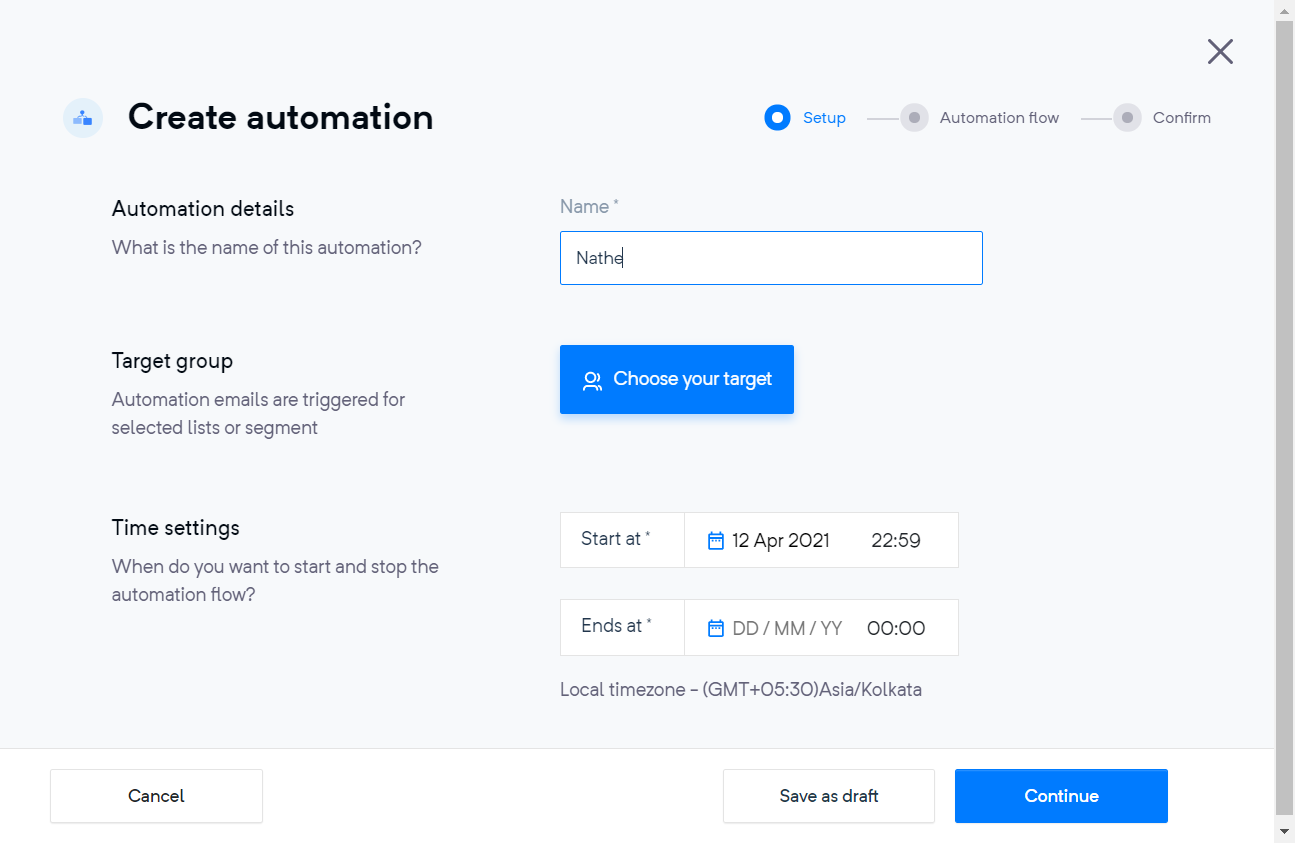 Create automation
Setup
Automation flow
Confirm
Automation details
What is the name of this automation?
Name *
Nathe
Target group
Automation emails are triggered for
selected lists or segment
Choose your target
Time settings
When do you want to start and stop the
automation flow?
Start at *
12 Apr 2021
22:59
Ends at *
DD / MM / YY
00:00
Local timezone - (GMT+05:30)Asia/Kolkata
Cancel
Save as draft
Continue